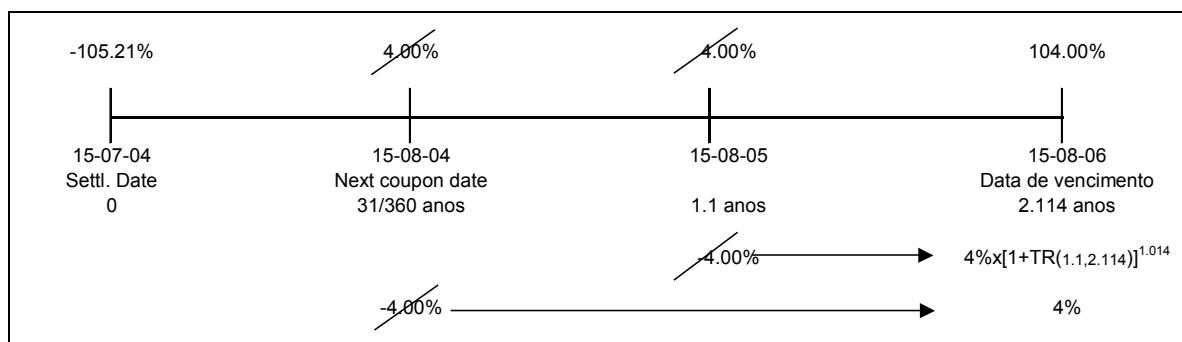 -105.21% 4.00% 4.00% 104.00%
15-07-04 15-08-04 15-08-05 15-08-06
Settl. Date Next coupon date Data de vencimento
0 31/360 anos 1.1 anos 2.114 anos
-4.00% 4%x[1+TR(1.1,2.114)]^1.014
-4.00% 4%